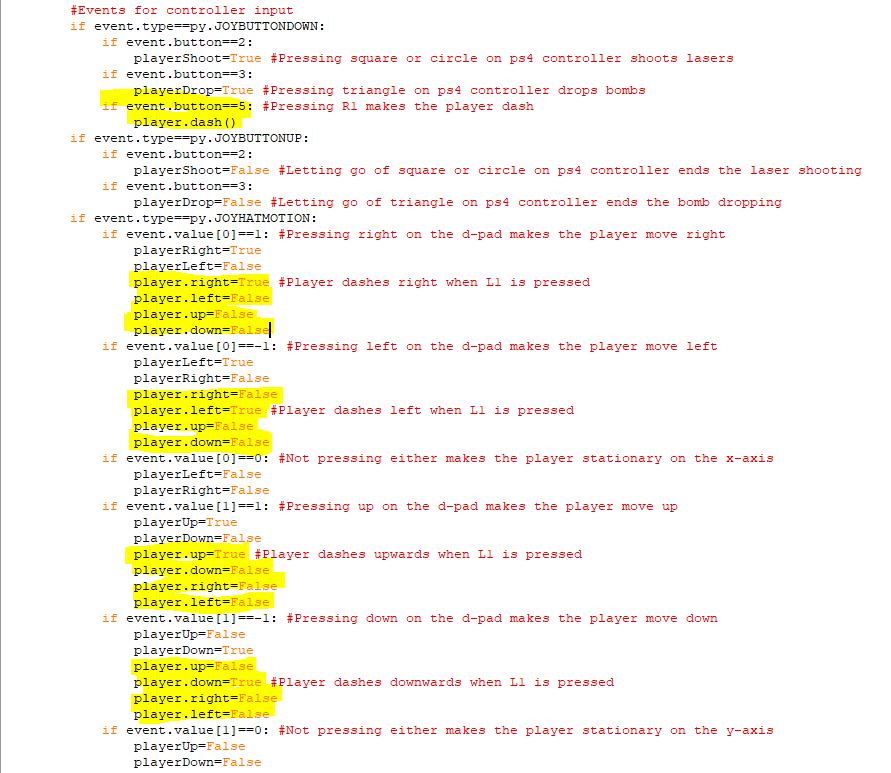 #Events for controller input
if event.type==py.JOYBUTTONDOWN:
if event.button==2:
playerShoot=True #Pressing square or circle on ps4 controller shoots lasers
if event.button==3:
playerDrop=True #Pressing triangle on ps4 controller drops bombs
if event.button==5: #Pressing R1 makes the player dash
player.dash()
if event.type==py.JOYBUTTONUP:
if event.button==2:
playerShoot=False #Letting go of square or circle on ps4 controller ends the laser shooting
if event.button==3:
playerDrop=False #Letting go of triangle on ps4 controller ends the bomb dropping
if event.type==py.JOYHATMOTION:
if event.value[0]==1: #Pressing right on the d-pad makes the player move right
playerRight=True
playerLeft=False
player.right=True #Player dashes right when L1 is pressed
player.left=False
player.up=False
player.down=False
if event.value[0]==-1: #Pressing left on the d-pad makes the player move left
playerLeft=True
playerRight=False
player.right=False
player.left=True #Player dashes left when L1 is pressed
player.up=False
player.down=False
if event.value[0]==0: #Not pressing either makes the player stationary on the x-axis
playerLeft=False
playerRight=False
if event.value[1]==1: #Pressing up on the d-pad makes the player move up
playerUp=True
playerDown=False
player.up=True #Player dashes upwards when L1 is pressed
player.down=False
player.right=False
player.left=False
if event.value[1]==-1: #Pressing down on the d-pad makes the player move down
playerUp=False
playerDown=True
player.up=False
player.down=True #Player dashes downwards when L1 is pressed
player.right=False
player.left=False
if event.value[1]==0: #Not pressing either makes the player stationary on the y-axis
playerUp=False
playerDown=False